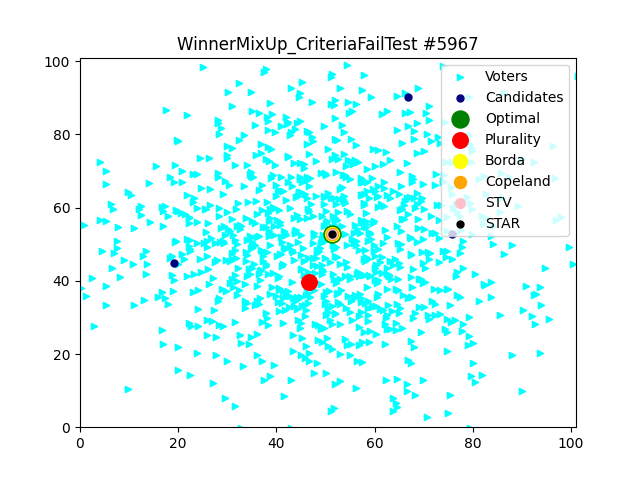 WinnerMixUp_CriteriaFailTest #5967
100
80
60
40
20
0
0 20 40 60 80 100
Voters
Candidates
Optimal
Plurality
Borda
Copeland
STV
STAR